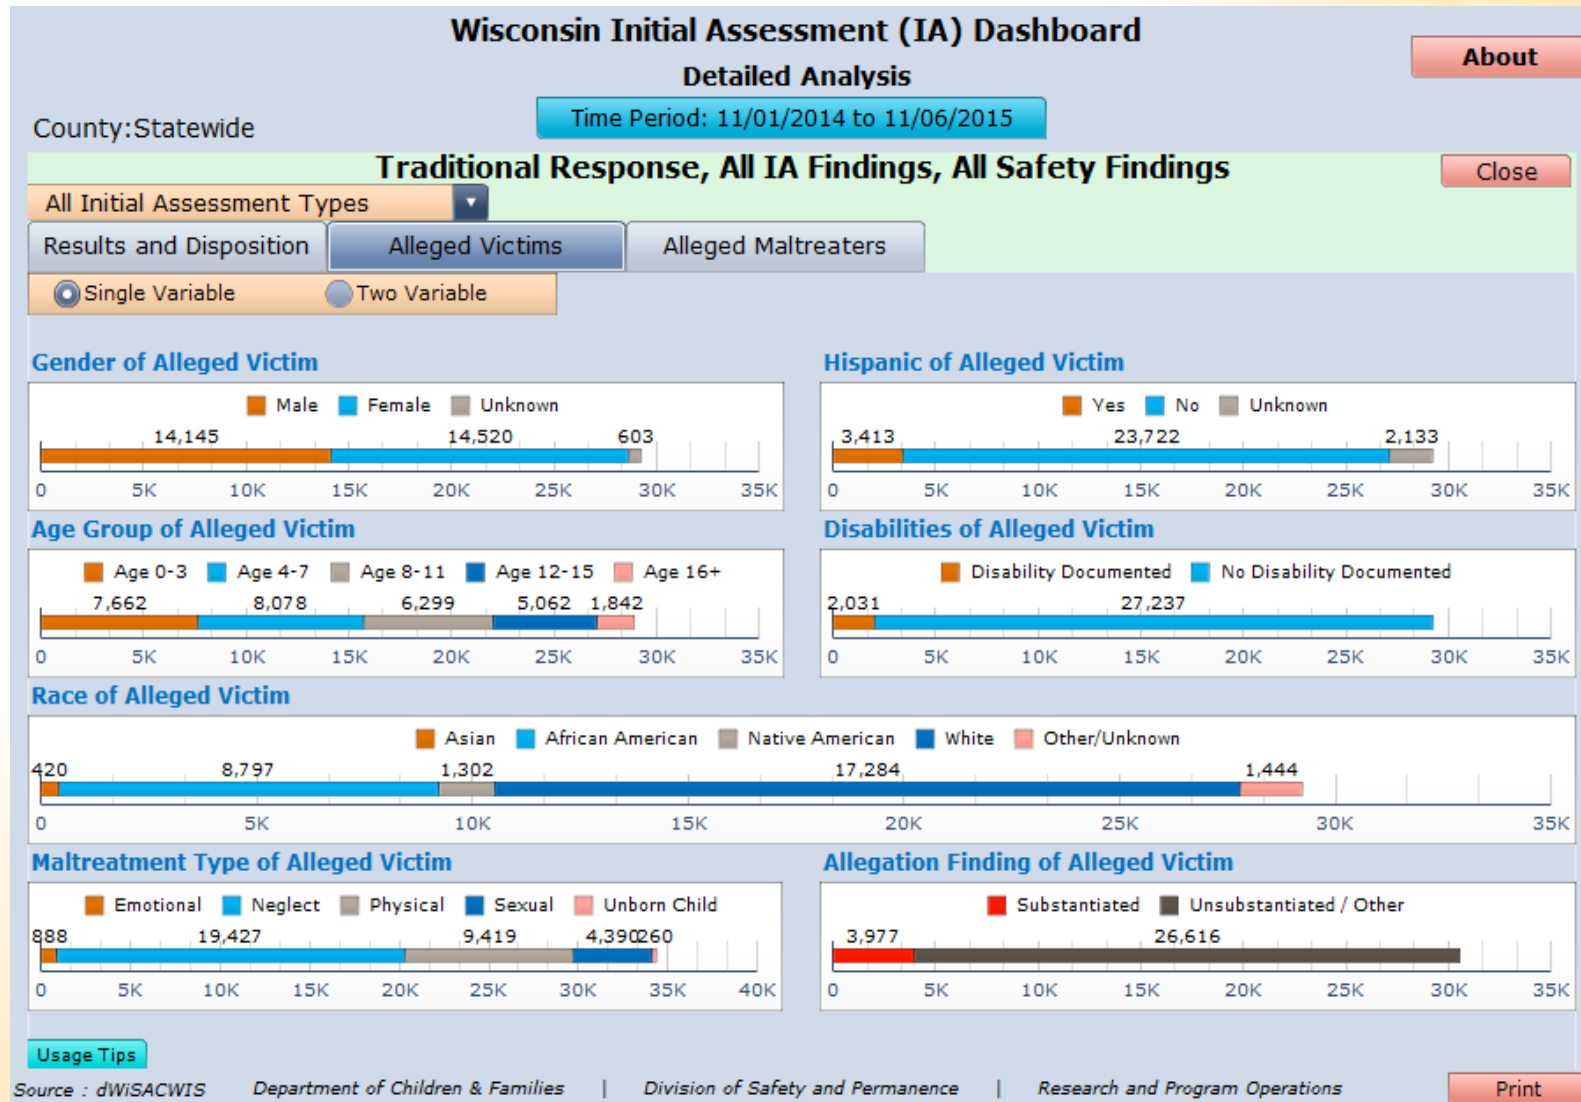 Wisconsin Initial Assessment (IA) Dashboard
About
Detailed Analysis
County:Statewide
Time Period: 11/01/2014 to 11/06/2015
Traditional Response, All IA Findings, All Safety Findings
Close
All Initial Assessment Types
Results and Disposition Alleged Victims Alleged Maltreaters
Single Variable Two Variable
Gender of Alleged Victim
Male Female Unknown
14,145 14,520 603
0 5K 10K 15K 20K 25K 30K 35K
Hispanic of Alleged Victim
Yes No Unknown
3,413 23,722 2,133
0 5K 10K 15K 20K 25K 30K 35K
Age Group of Alleged Victim
Age 0-3 Age 4-7 Age 8-11 Age 12-15 Age 16+
7,662 8,078 6,299 5,062 1,842
0 5K 10K 15K 20K 25K 30K 35K
Disabilities of Alleged Victim
Disability Documented No Disability Documented
2,031 27,237
0 5K 10K 15K 20K 25K 30K 35K
Race of Alleged Victim
Asian African American Native American White Other/Unknown
420 8,797 1,302 17,284 1,444
0 5K 10K 15K 20K 25K 30K 35K
Maltreatment Type of Alleged Victim
Emotional Neglect Physical Sexual Unborn Child
888 19,427 9,419 4,390 260
0 5K 10K 15K 20K 25K 30K 35K 40K
Allegation Finding of Alleged Victim
Substantiated Unsubstantiated / Other
3,977 26,616
0 5K 10K 15K 20K 25K 30K 35K
Usage Tips
Source : dWiSACWIS Department of Children & Families | Division of Safety and Permanence | Research and Program Operations
Print